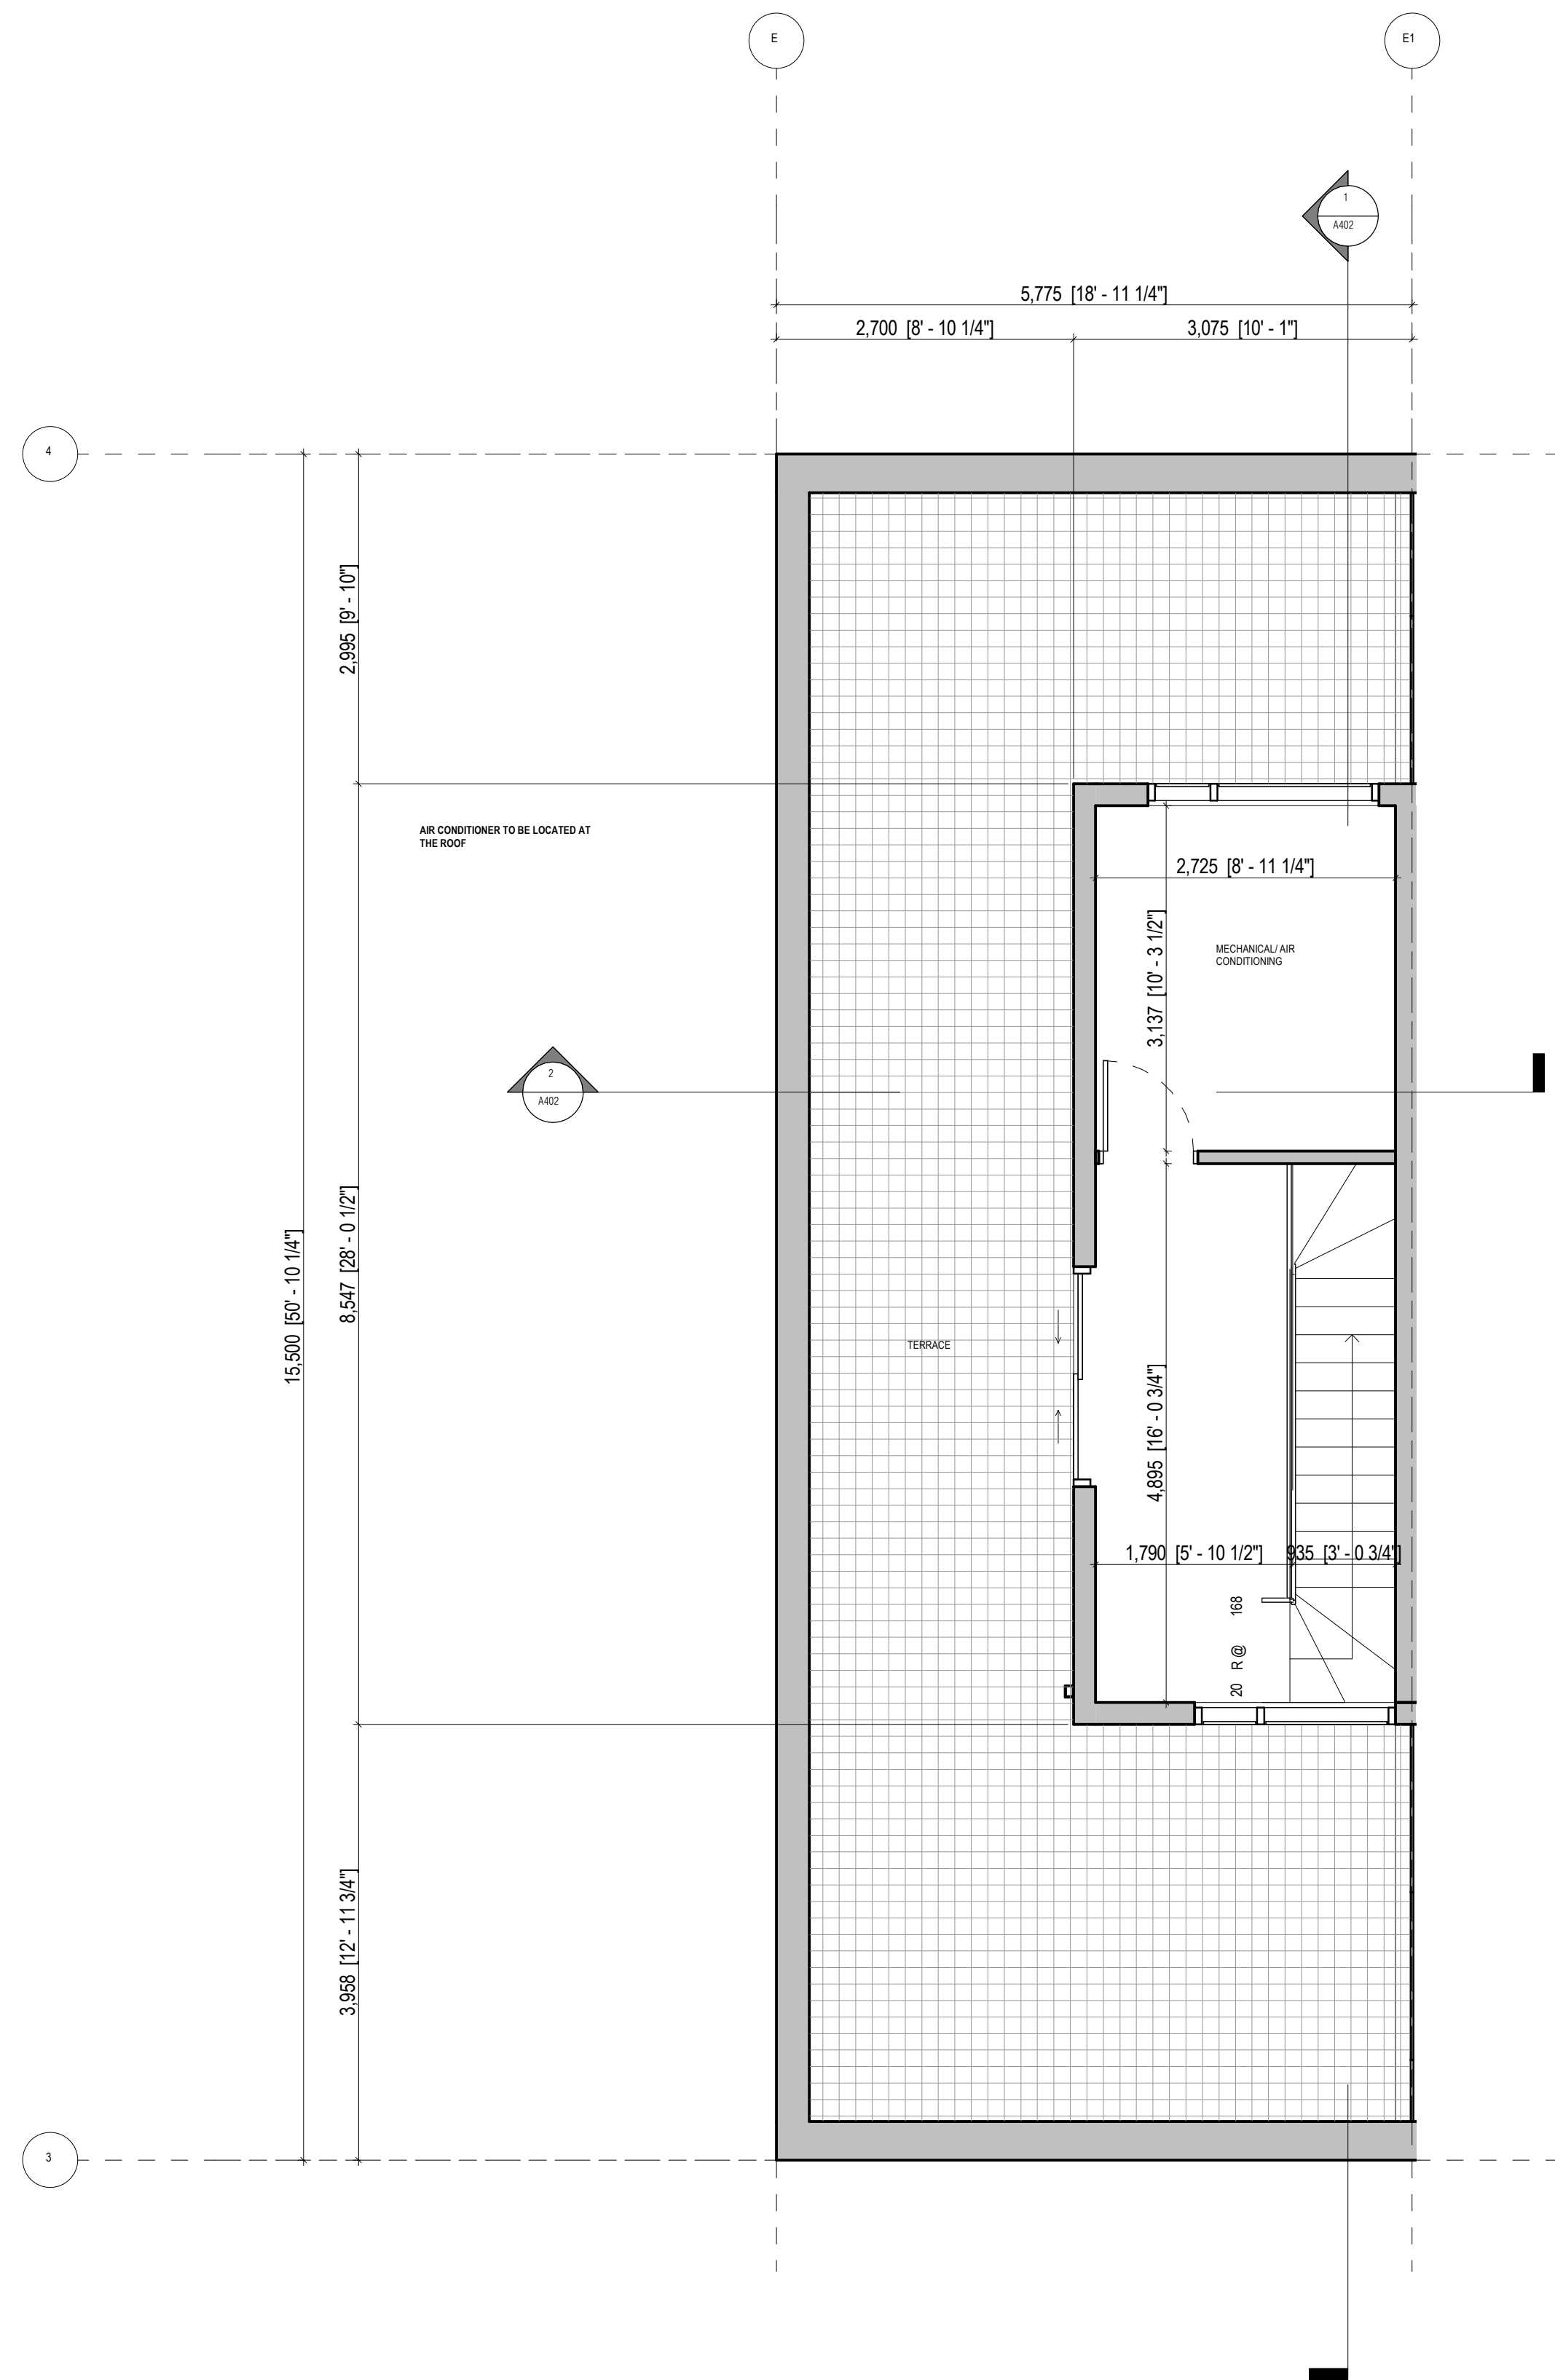 E
E1
1
A402
5,775 [18' - 11 1/4"]
2,700 [8' - 10 1/4"]
3,075 [10' - 1"]
4
2,995 [9' - 10"]
AIR CONDITIONER TO BE LOCATED AT
THE ROOF
2,725 [8' - 11 1/4"]
3,137 [10' - 3 1/2"]
MECHANICAL/ AIR
CONDITIONING
2
A402
15,500 [50' - 10 1/4"]
8,547 [28' - 0 1/2"]
TERRACE
4,895 [16' - 0 3/4"]
1,790 [5' - 10 1/2"]
935 [3' - 0 3/4"]
20 R @ 168
3,958 [12' - 11 3/4"]
3